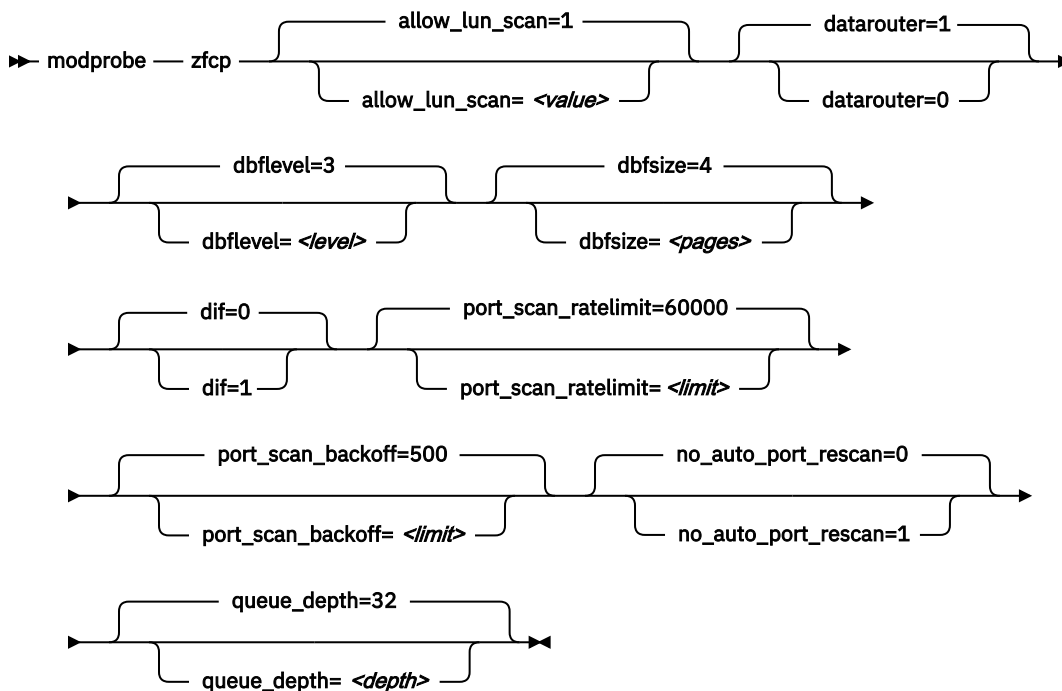 allow_lun_scan=1 datarouter=1
modprobe zfcp
allow_lun_scan= <value> datarouter=0
dbflevel=3 dbfsize=4
dbflevel= <level> dbfsize= <pages>
dif=0 port_scan_ratelimit=60000
dif=1 port_scan_ratelimit= <limit>
port_scan_backoff=500 no_auto_port_rescan=0
port_scan_backoff= <limit> no_auto_port_rescan=1
queue_depth=32
queue_depth= <depth>